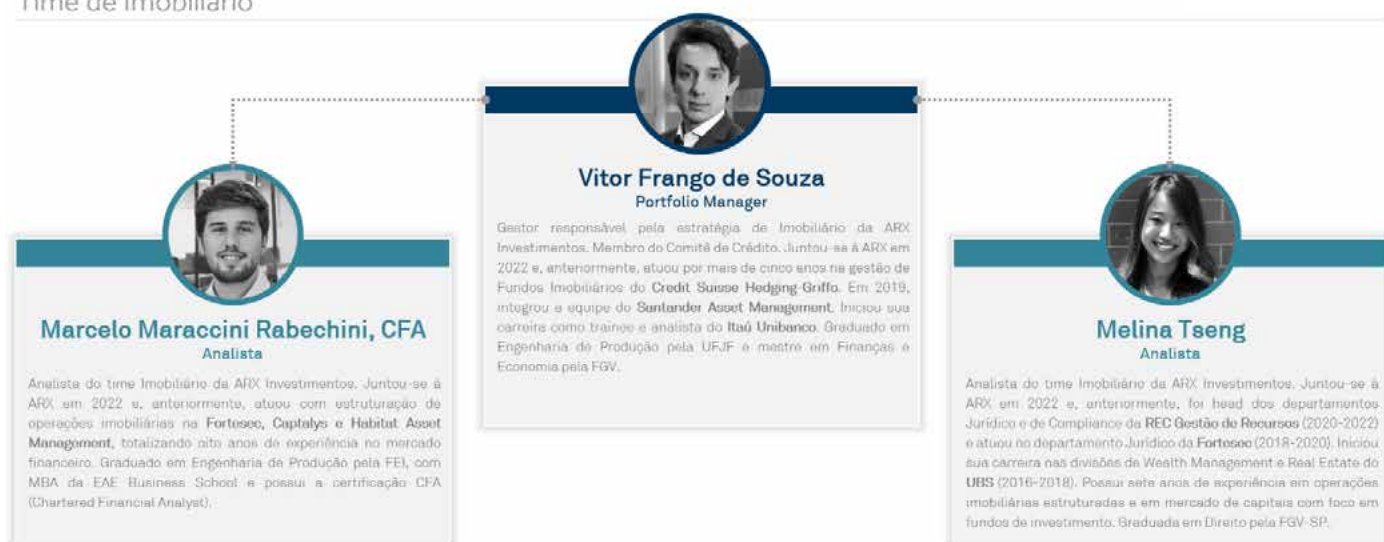 Time de Imobiliário
Vitor Frango de Souza
Portfolio Manager
Gestor responsável pela estratégia de Imobiliário da ARX
Investimentos. Membro do Comitê de Crédito. Juntou-se à ARX em
2022 e, anteriormente, atuou por mais de cinco anos na gestão de
Fundos Imobiliários do Credit Suisse Hedging-Griffo. Em 2019,
integrou a equipe do Santander Asset Management. Iniciou sua
carreira como trainee e analista do Itaú Unibanco. Graduado em
Engenharia de Produção pela UFJF e mestre em Finanças e
Economia pela FGV.
Marcelo Maraccini Rabechini, CFA
Analista
Analista do time Imobiliário da ARX Investimentos. Juntou-se à
ARX em 2022 e, anteriormente, atuou com estruturação de
operações imobiliárias na Fortesec, Captalys e Habitat Asset
Management, totalizando oito anos de experiência no mercado
financeiro. Graduado em Engenharia de Produção pela FEI, com
MBA da EAE Business School e possui a certificação CFA
(Chartered Financial Analyst).
Melina Tseng
Analista
Analista do time Imobiliário da ARX Investimentos. Juntou-se à
ARX em 2022 e, anteriormente, foi head dos departamentos
Jurídico e de Compliance da REC Gestão de Recursos (2020-2022)
e atuou no departamento Jurídico da Fortesec (2018-2020). Iniciou
sua carreira nas divisões de Wealth Management e Real Estate do
UBS (2016-2018). Possui sete anos de experiência em operações
imobiliárias estruturadas e em mercado de capitais com foco em
fundos de investimento. Graduada em Direito pela FGV-SP.